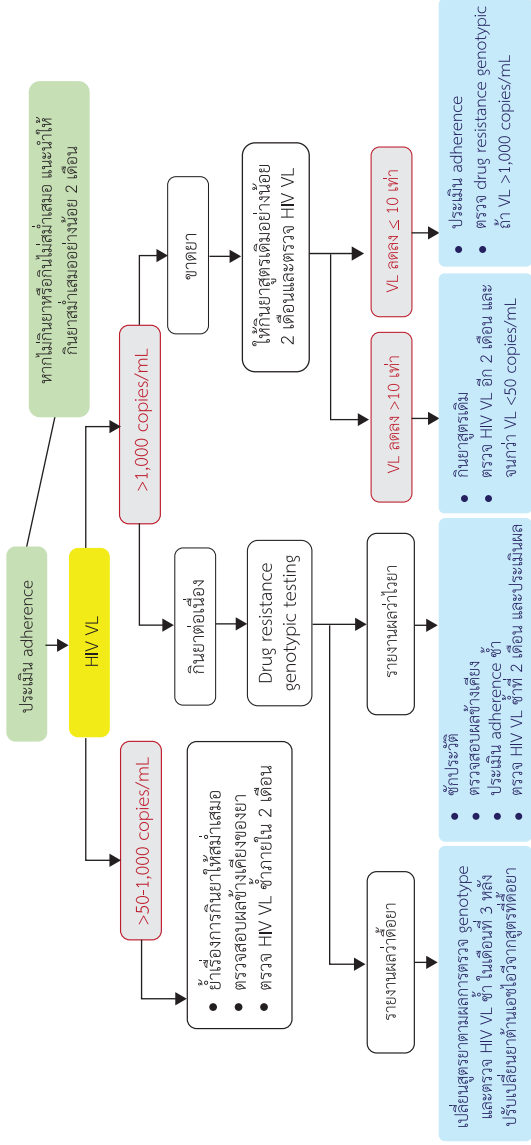 ประเมิน adherence
หากไม่กินยาหรือกินไม่สม่ำเสมอ แนะนำให้
กินยาสม่ำเสมออย่างน้อย 2 เดือน
HIV VL
>50-1,000 copies/mL
>1,000 copies/mL
• ย้ำเรื่องการกินยาให้สม่ำเสมอ
• ตรวจสอบผลข้างเคียงของยา
• ตรวจ HIV VL ซ้ำภายใน 2 เดือน
กินยาต่อเนื่อง
ขาดยา
Drug resistance
genotypic testing
ให้กินยาสูตรเดิมอย่างน้อย
2 เดือนและตรวจ HIV VL
รายงานผลว่าดื้อยา
รายงานผลว่าไวยา
VL ลดลง >10 เท่า
VL ลดลง ≤ 10 เท่า
เปลี่ยนสูตรยาตามผลการตรวจ genotype
และตรวจ HIV VL ซ้ำ ในเดือนที่ 3 หลัง
ปรับเปลี่ยนยาต้านเอชไอวีจากสูตรที่ดื้อยา
• ซักประวัติ
• ตรวจสอบผลข้างเคียง
• ประเมิน adherence ซ้ำ
• ตรวจ HIV VL ซ้ำที่ 2 เดือน และประเมินผล
• กินยาสูตรเดิม
• ตรวจ HIV VL อีก 2 เดือน และ
จนกว่า VL <50 copies/mL
• ประเมิน adherence
• ตรวจ drug resistance genotypic
ถ้า VL >1,000 copies/mL